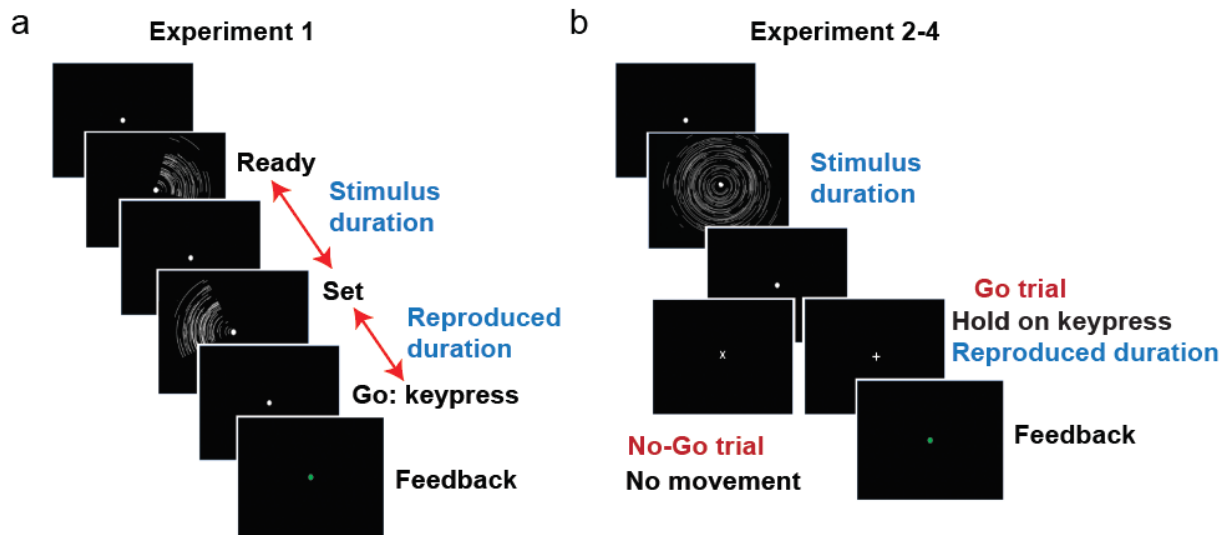 a
Experiment 1
Ready
Stimulus
duration
Set
Reproduced
duration
Go: keypress
Feedback
b
Experiment 2-4
Stimulus
duration
x
+
Go trial
Hold on keypress
Reproduced duration
No-Go trial
No movement
Feedback